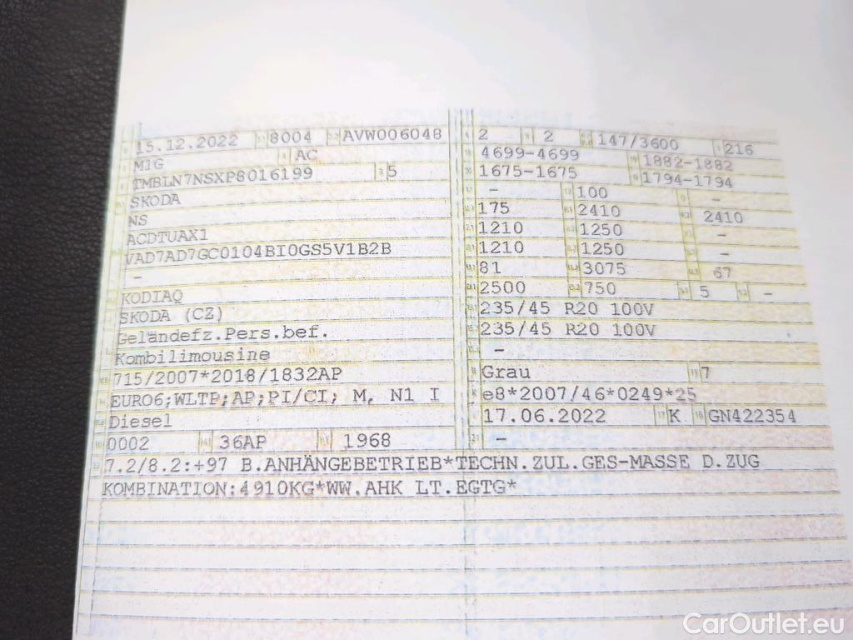 15.12.2022 8004 AVW006048 2 2 147/3600 216
M1G AC 4699-4699 1882-1882
TMBLN7NSXP8016199 5 1675-1675 1794-1794
SKODA - 100 -
NS 175 2410 2410
ACDTUAX1 1210 1250 -
VAD7AD7GC0104BI0GS5V1B2B 1210 1250 -
- 81 3075 67
KODIAQ 2500 750 5 -
SKODA (CZ) 235/45 R20 100V
Geländefz.Pers.bef. 235/45 R20 100V
Kombilimousine -
715/2007*2018/1832AP Grau 7
EURO6;WLTP;AP;PI/CI; M, N1 I e8*2007/46*0249*25
Diesel 17.06.2022 K GN422354
0002 36AP 1968 -
7.2/8.2:+97 B.ANHÄNGEBETRIEB*TECHN.ZUL.GES-MASSE D.ZUG
KOMBINATION:4910KG*WW.AHK LT.EGTG*
CarOutlet.eu